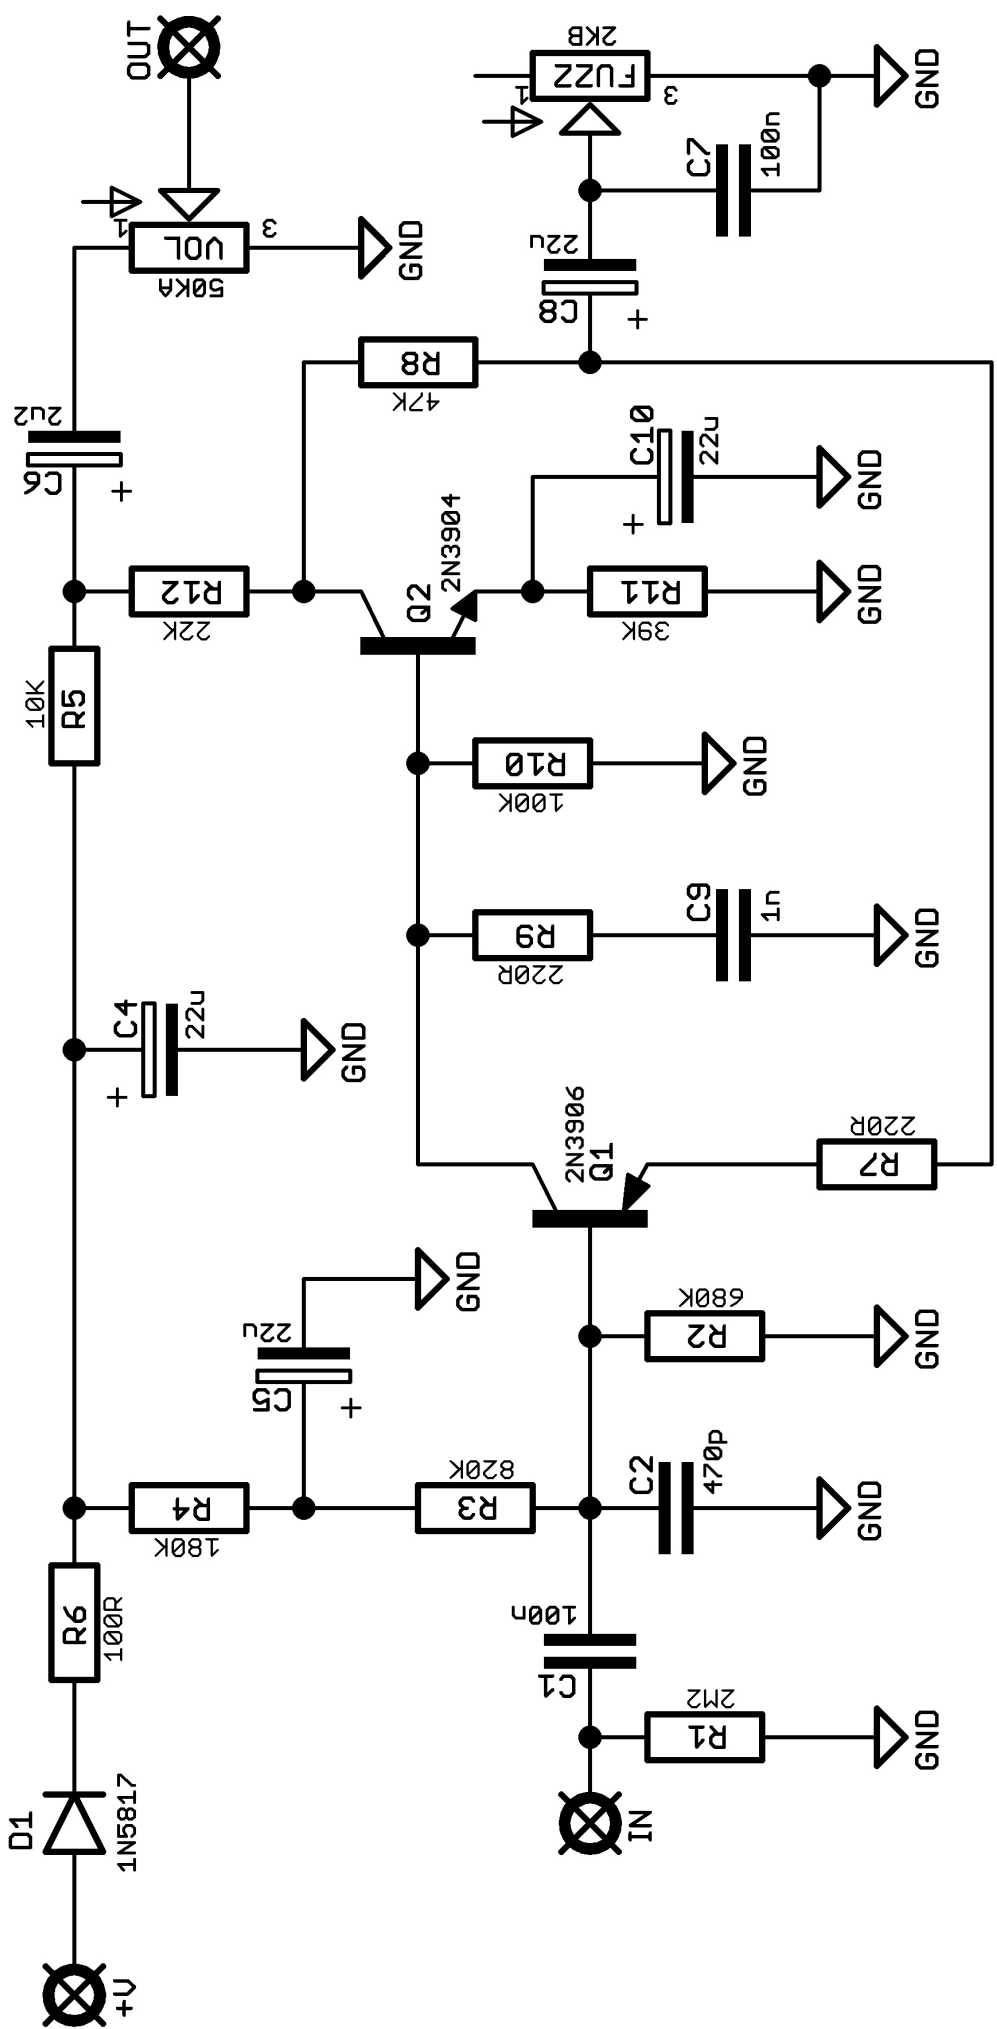 +V
D1
1N5817
R6
100R
R4
180K
C5
22u
+
GND
C4
22u
+
GND
R5
10K
R12
22K
C6
2u2
+
VOL
50KA
1
3
GND
OUT
IN
R1
2M2
GND
C1
100n
R3
820K
C2
470p
GND
R2
680K
GND
Q1
2N3906
R7
220R
R9
220R
C9
1n
GND
R10
100K
GND
Q2
2N3904
R11
39K
GND
C10
22u
+
GND
R8
47K
C8
22u
+
C7
100n
FUZZ
2KB
1
3
GND